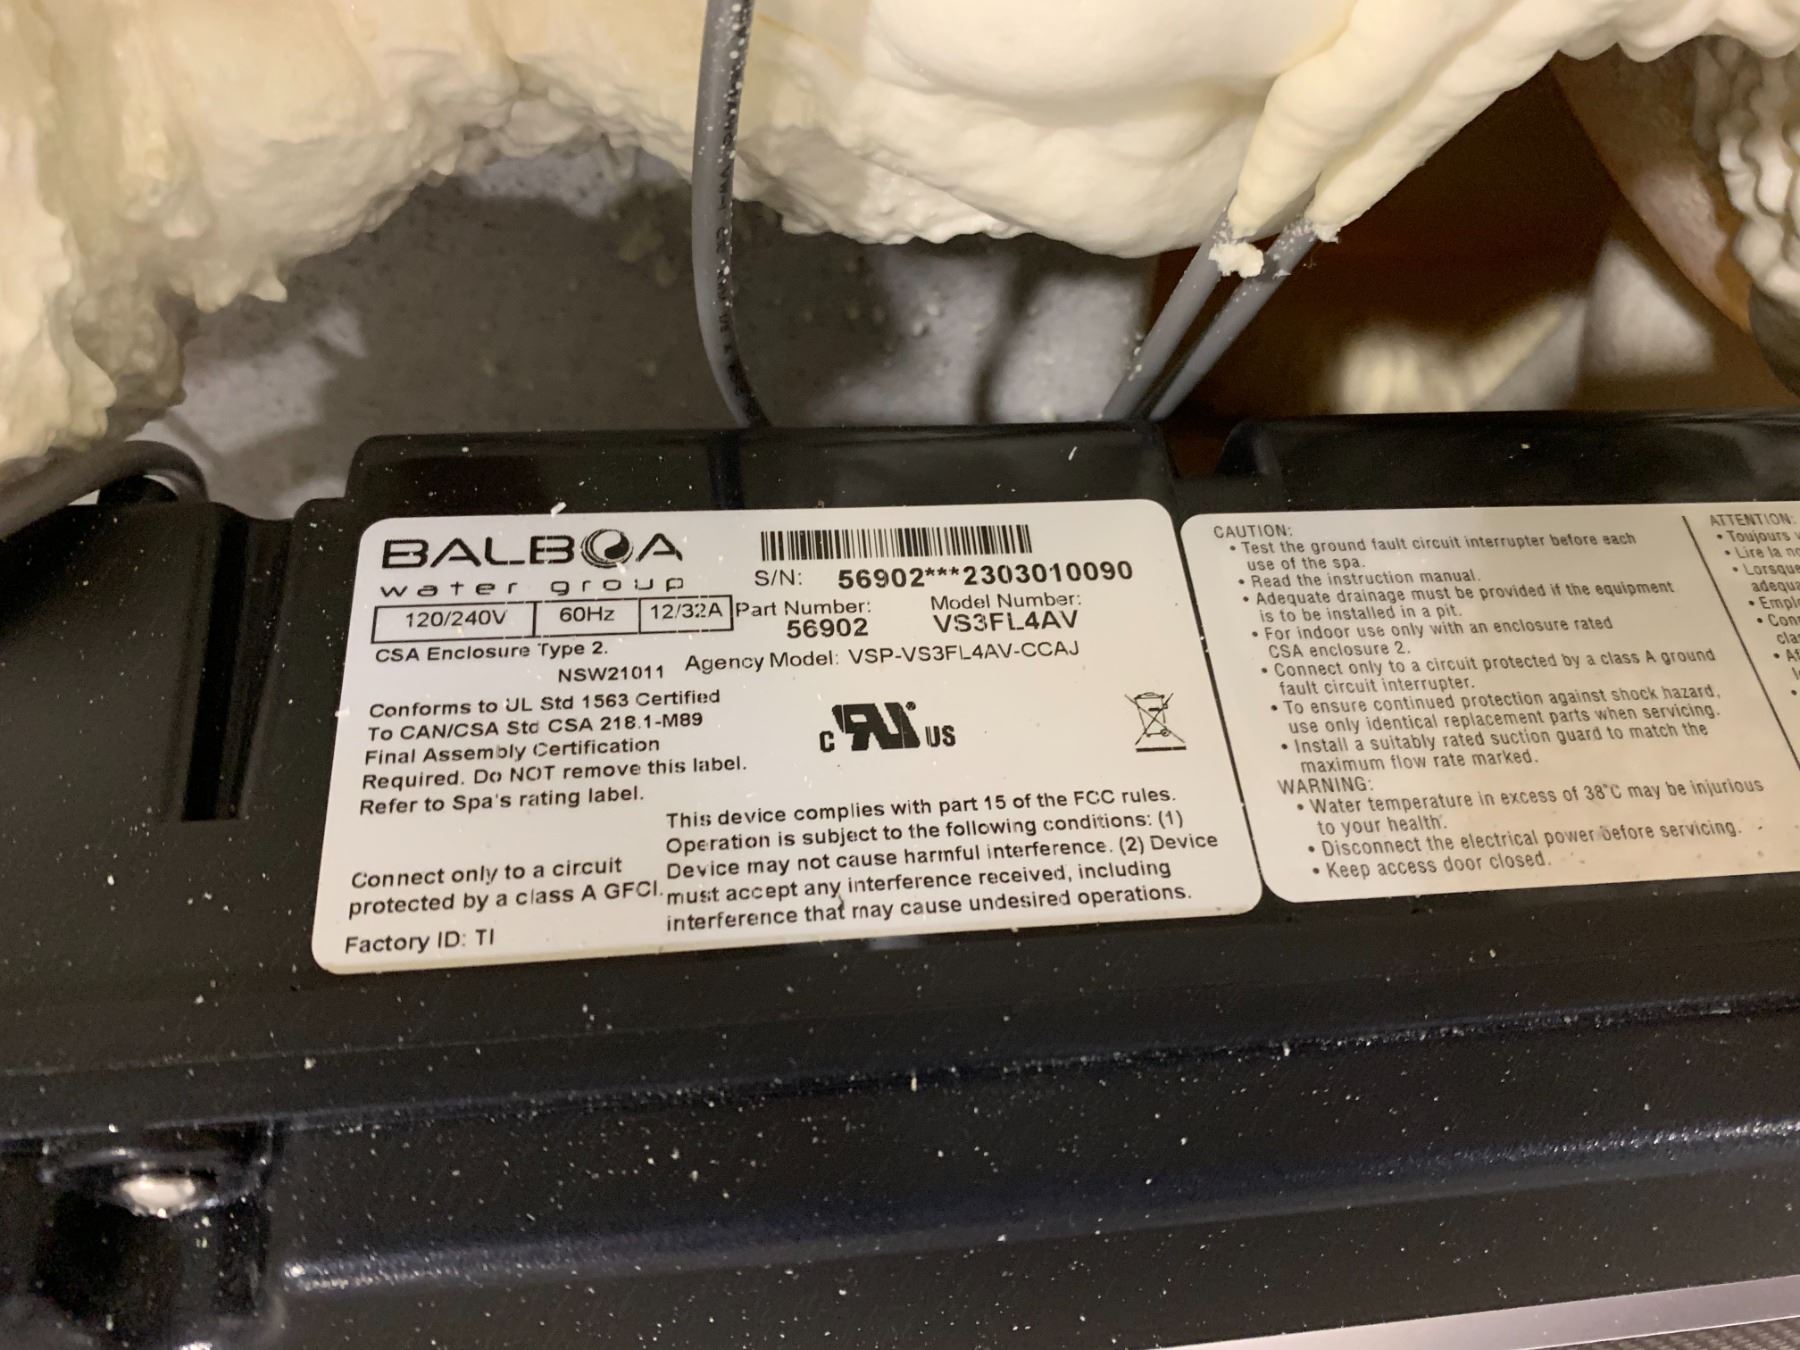 BALBOA
water group
S/N: 56902***2303010090
120/240V 60Hz 12/32A
Part Number: 56902
Model Number: VS3FL4AV
CSA Enclosure Type 2.
NSW21011
Agency Model: VSP-VS3FL4AV-CCAJ
Conforms to UL Std 1563 Certified
To CAN/CSA Std CSA 218.1-M89
Final Assembly Certification
Required. Do NOT remove this label.
Refer to Spa's rating label.
C RU® US
This device complies with part 15 of the FCC rules.
Operation is subject to the following conditions: (1)
Device may not cause harmful interference. (2) Device
must accept any interference received, including
interference that may cause undesired operations.
Connect only to a circuit
protected by a class A GFCI.
Factory ID: TI
CAUTION:
• Test the ground fault circuit interrupter before each
use of the spa.
• Read the instruction manual.
• Adequate drainage must be provided if the equipment
is to be installed in a pit.
• For indoor use only with an enclosure rated
CSA enclosure 2.
• Connect only to a circuit protected by a class A ground
fault circuit interrupter.
• To ensure continued protection against shock hazard,
use only identical replacement parts when servicing.
• Install a suitably rated suction guard to match the
maximum flow rate marked.
WARNING:
• Water temperature in excess of 38°C may be injurious
to your health.
• Disconnect the electrical power before servicing.
• Keep access door closed.
ATTENTION:
• Toujours
• Lire la
• Lorsque